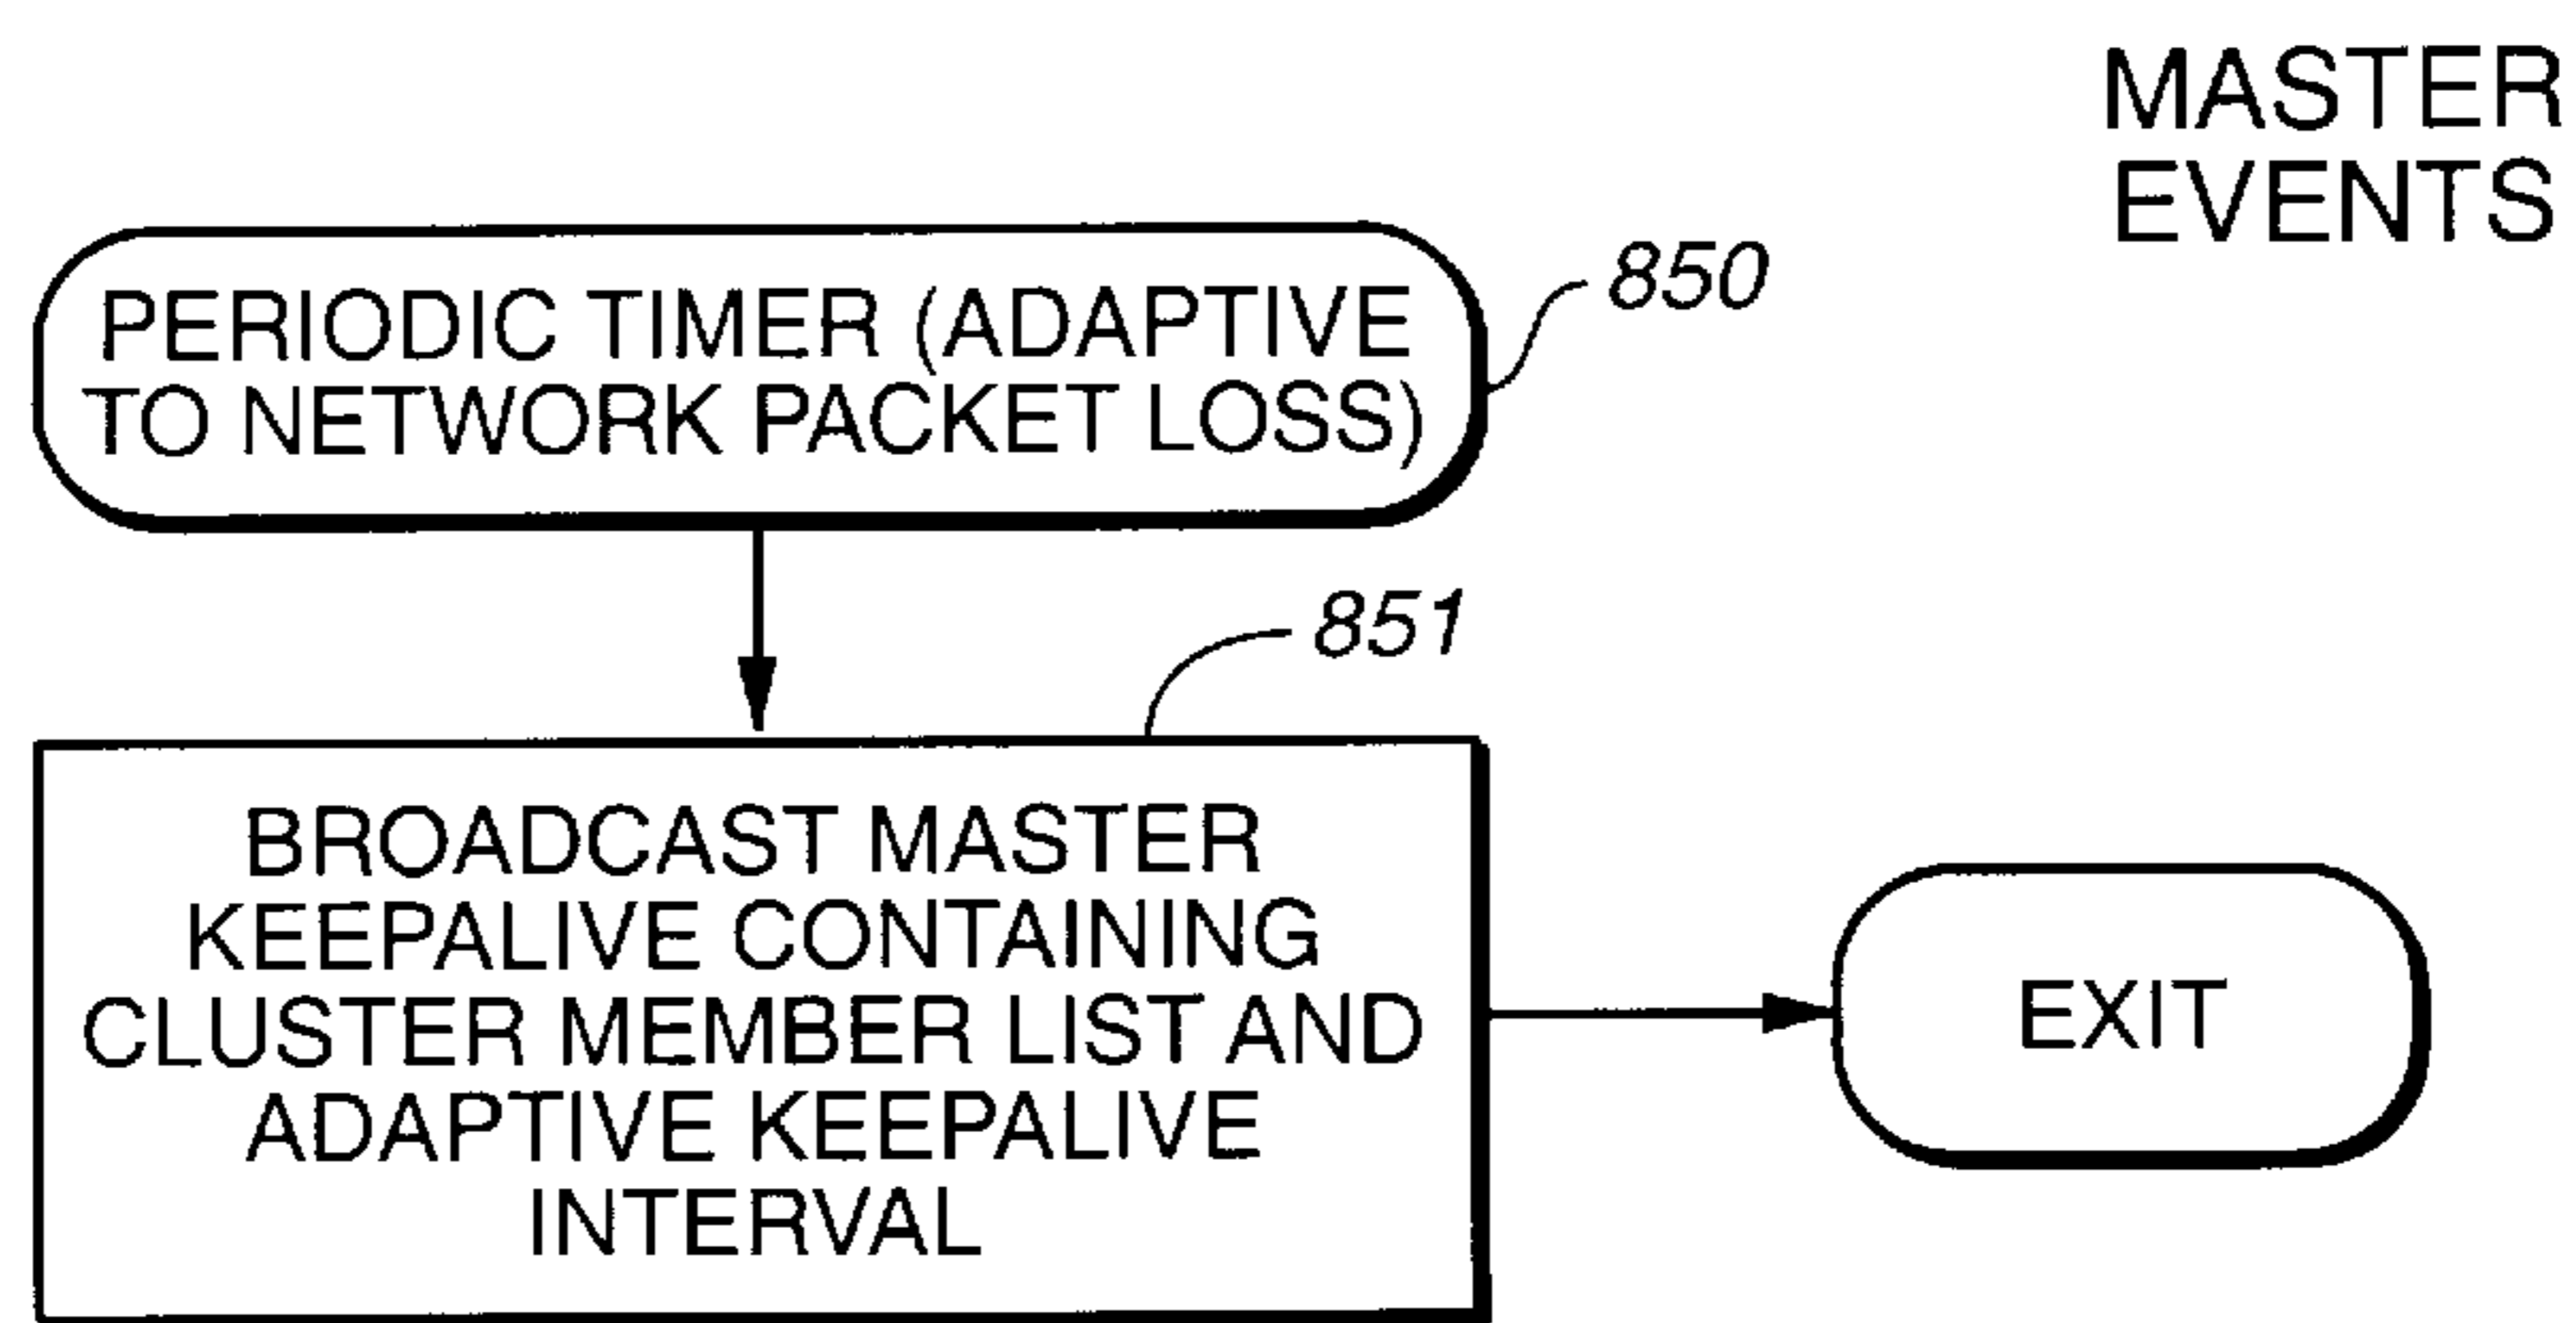 MASTER
EVENTS
PERIODIC TIMER (ADAPTIVE
TO NETWORK PACKET LOSS)
850
851
BROADCAST MASTER
KEEPALIVE CONTAINING
CLUSTER MEMBER LIST AND
ADAPTIVE KEEPALIVE
INTERVAL
EXIT